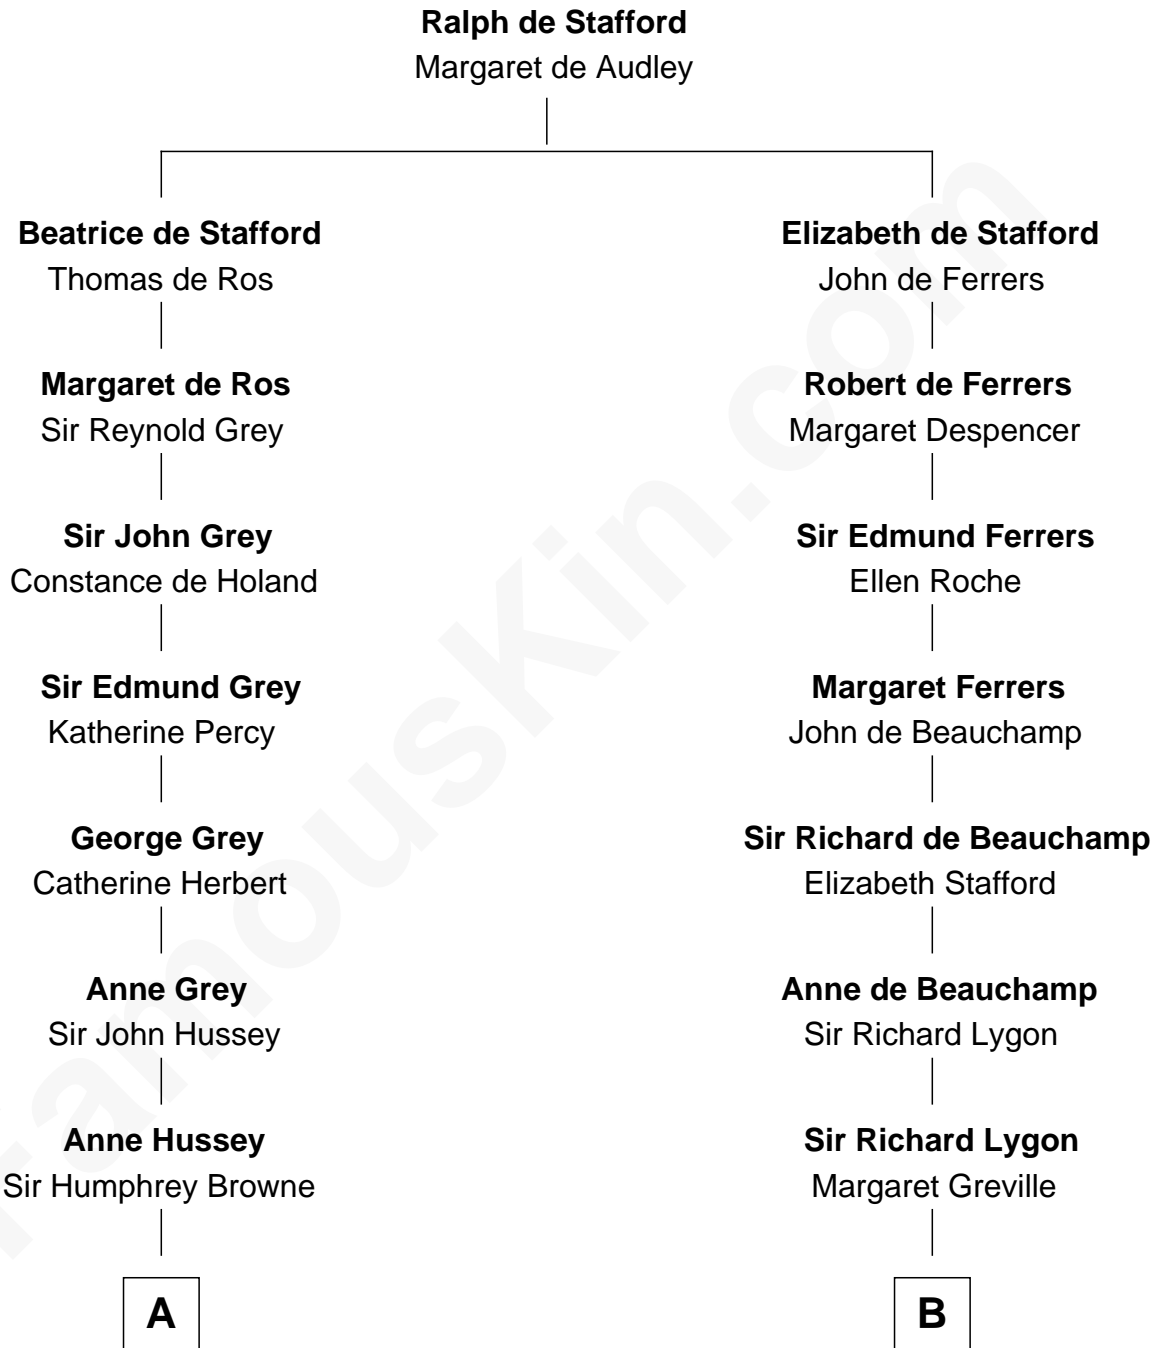 Ralph de Stafford
Margaret de Audley
Beatrice de Stafford
Thomas de Ros
Margaret de Ros
Sir Reynold Grey
Sir John Grey
Constance de Holand
Sir Edmund Grey
Katherine Percy
George Grey
Catherine Herbert
Anne Grey
Sir John Hussey
Anne Hussey
Sir Humphrey Browne
A
Elizabeth de Stafford
John de Ferrers
Robert de Ferrers
Margaret Despencer
Sir Edmund Ferrers
Ellen Roche
Margaret Ferrers
John de Beauchamp
Sir Richard de Beauchamp
Elizabeth Stafford
Anne de Beauchamp
Sir Richard Lygon
Sir Richard Lygon
Margaret Greville
B
FamousKin.com